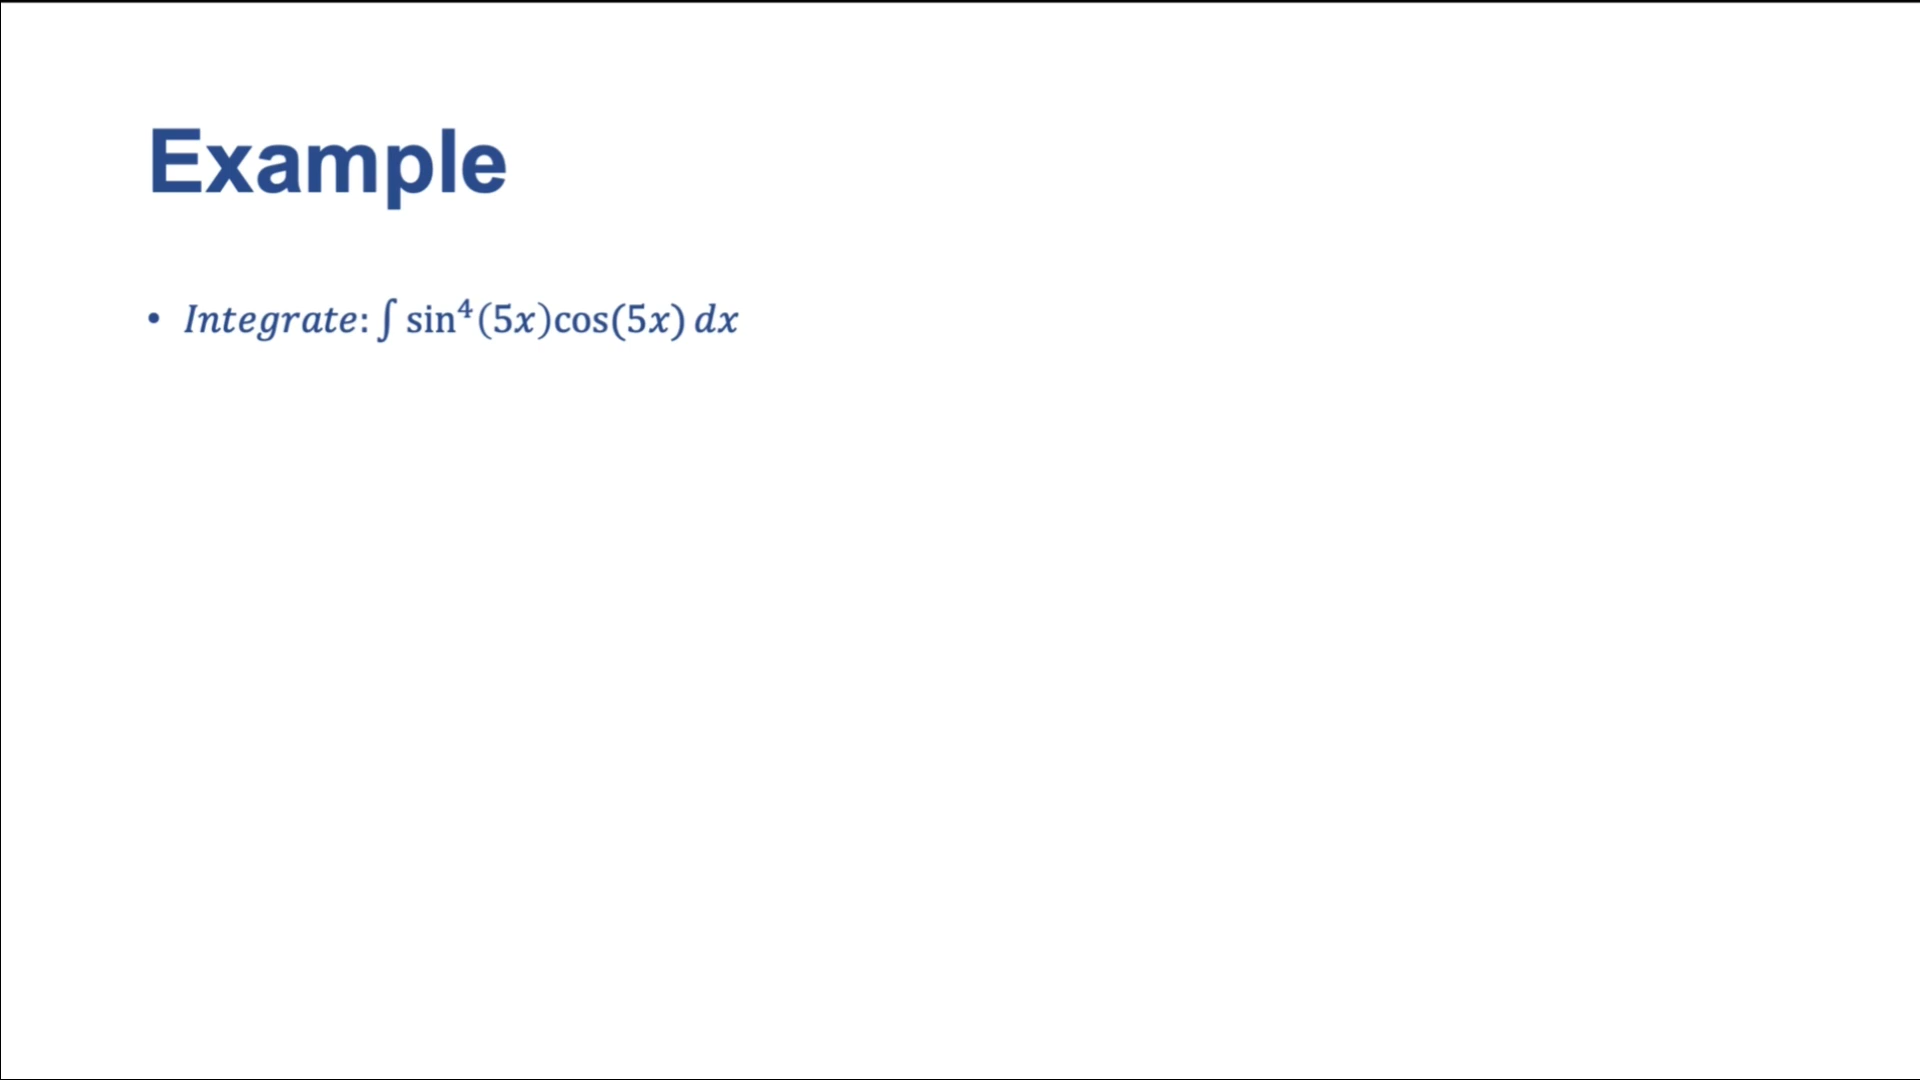 Example
• Integrate: ∫ sin⁴(5x)cos(5x) dx